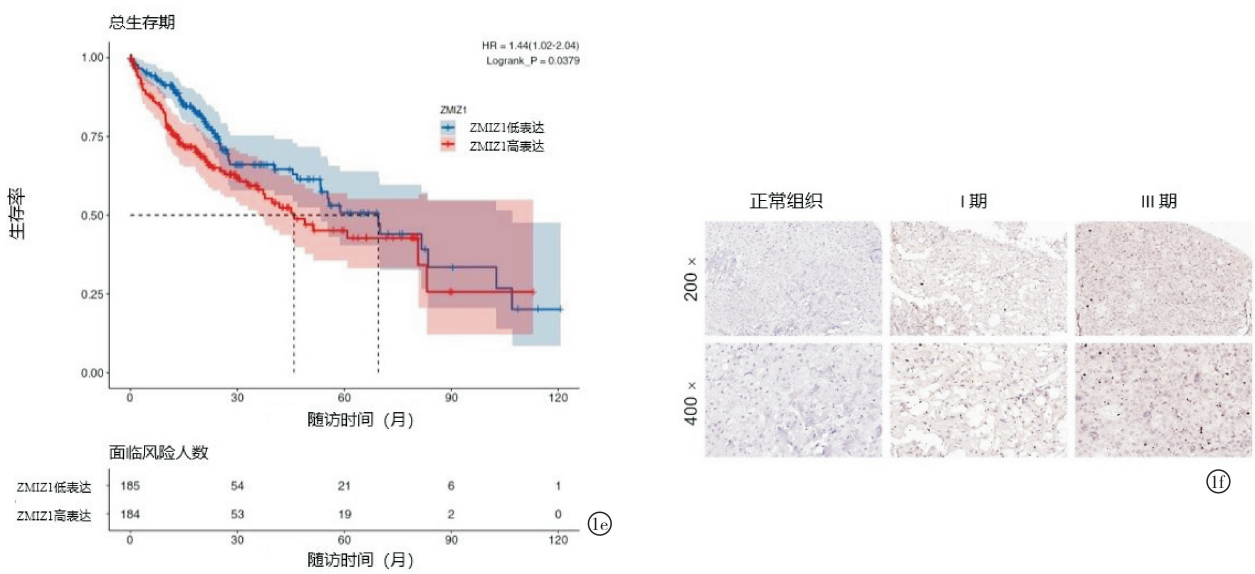 总生存期
HR = 1.44(1.02-2.04)
Logrank_P = 0.0379
ZMIZ1
ZMIZ1低表达
ZMIZ1高表达
生存率
1.00
0.75
0.50
0.25
0.00
0 30 60 90 120
随访时间（月）
面临风险人数
ZMIZ1低表达 185 54 21 6 1
ZMIZ1高表达 184 53 19 2 0
0 30 60 90 120
随访时间（月）
1e
正常组织 I 期 III 期
200 ×
400 ×
1f